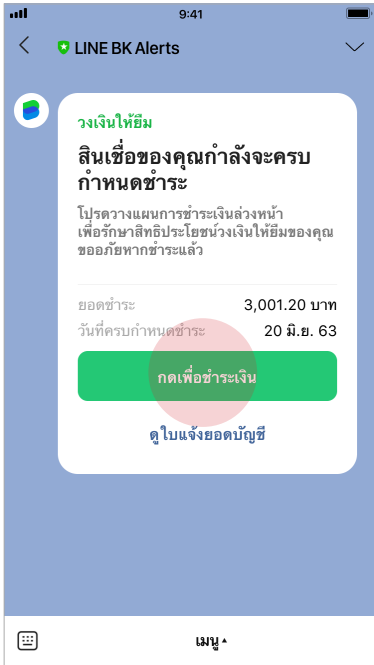 9:41
LINE BK Alerts
วงเงินให้ยืม
สินเชื่อของคุณกำลังจะครบ
กำหนดชำระ
โปรดวางแผนการชำระเงินล่วงหน้า
เพื่อรักษาสิทธิประโยชน์วงเงินให้ยืมของคุณ
ขออภัยหากชำระแล้ว
ยอดชำระ 3,001.20 บาท
วันที่ครบกำหนดชำระ 20 มิ.ย. 63
กดเพื่อชำระเงิน
ดูใบแจ้งยอดบัญชี
เมนู